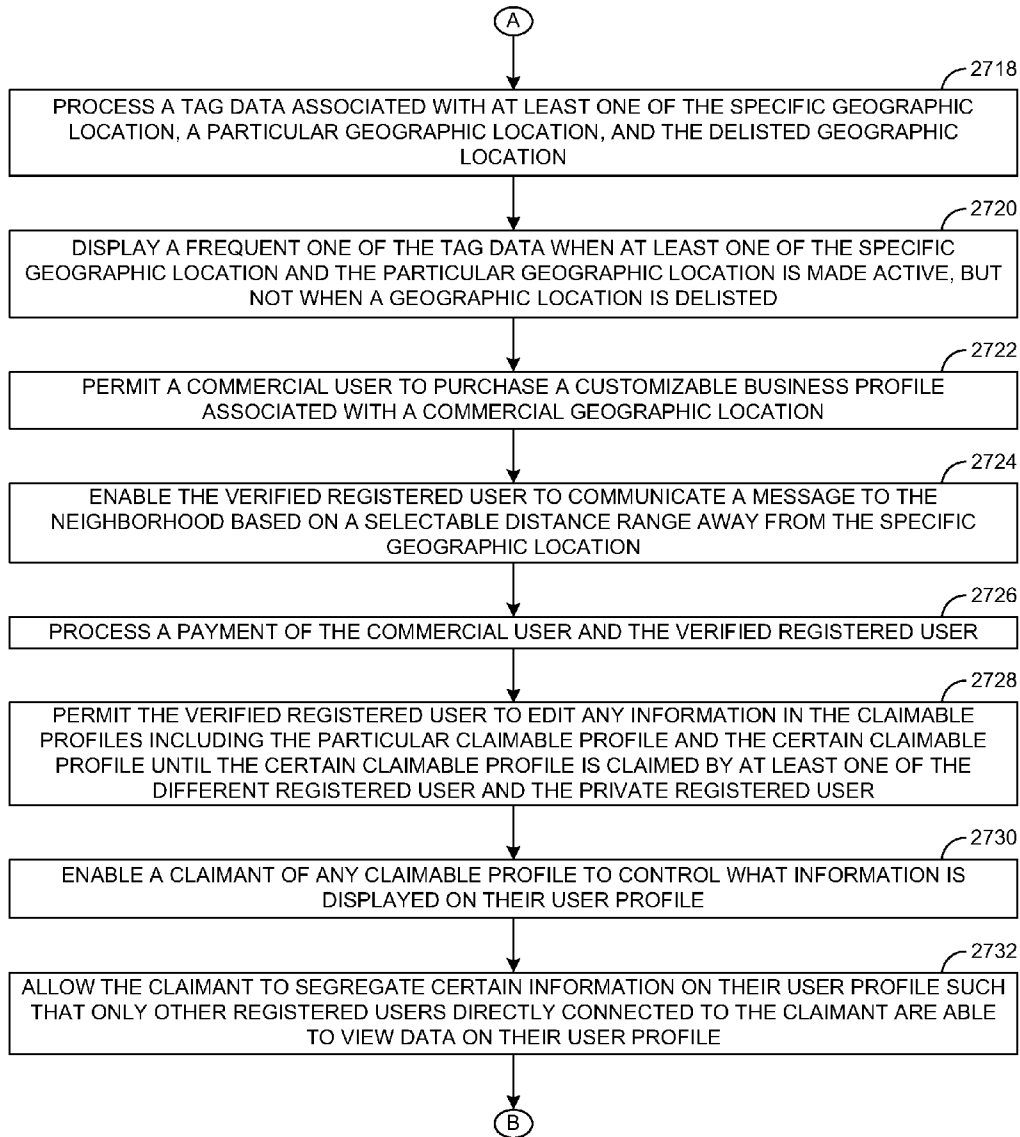 A
2718
PROCESS A TAG DATA ASSOCIATED WITH AT LEAST ONE OF THE SPECIFIC GEOGRAPHIC
LOCATION, A PARTICULAR GEOGRAPHIC LOCATION, AND THE DELISTED GEOGRAPHIC
LOCATION
2720
DISPLAY A FREQUENT ONE OF THE TAG DATA WHEN AT LEAST ONE OF THE SPECIFIC
GEOGRAPHIC LOCATION AND THE PARTICULAR GEOGRAPHIC LOCATION IS MADE ACTIVE, BUT
NOT WHEN A GEOGRAPHIC LOCATION IS DELISTED
2722
PERMIT A COMMERCIAL USER TO PURCHASE A CUSTOMIZABLE BUSINESS PROFILE
ASSOCIATED WITH A COMMERCIAL GEOGRAPHIC LOCATION
2724
ENABLE THE VERIFIED REGISTERED USER TO COMMUNICATE A MESSAGE TO THE
NEIGHBORHOOD BASED ON A SELECTABLE DISTANCE RANGE AWAY FROM THE SPECIFIC
GEOGRAPHIC LOCATION
2726
PROCESS A PAYMENT OF THE COMMERCIAL USER AND THE VERIFIED REGISTERED USER
2728
PERMIT THE VERIFIED REGISTERED USER TO EDIT ANY INFORMATION IN THE CLAIMABLE
PROFILES INCLUDING THE PARTICULAR CLAIMABLE PROFILE AND THE CERTAIN CLAIMABLE
PROFILE UNTIL THE CERTAIN CLAIMABLE PROFILE IS CLAIMED BY AT LEAST ONE OF THE
DIFFERENT REGISTERED USER AND THE PRIVATE REGISTERED USER
2730
ENABLE A CLAIMANT OF ANY CLAIMABLE PROFILE TO CONTROL WHAT INFORMATION IS
DISPLAYED ON THEIR USER PROFILE
2732
ALLOW THE CLAIMANT TO SEGREGATE CERTAIN INFORMATION ON THEIR USER PROFILE SUCH
THAT ONLY OTHER REGISTERED USERS DIRECTLY CONNECTED TO THE CLAIMANT ARE ABLE
TO VIEW DATA ON THEIR USER PROFILE
B